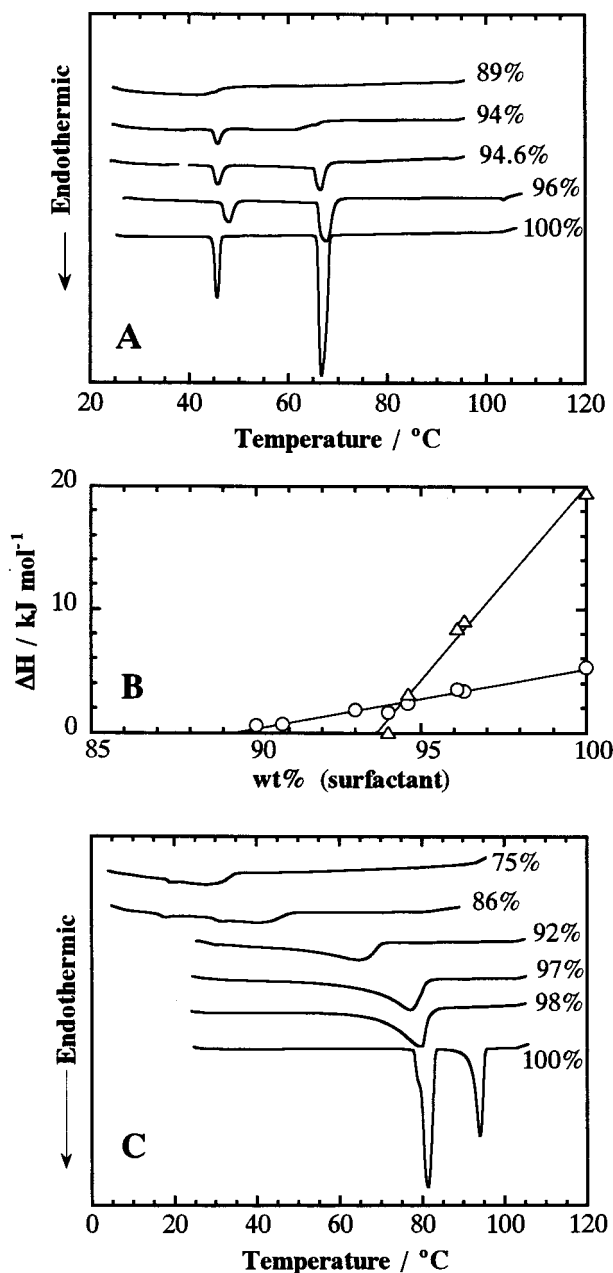 89%
94%
94.6%
96%
100%
Endothermic
A
20 40 60 80 100 120
Temperature / °C
20
10
0
ΔH / kJ mol⁻¹
B
85 90 95 100
wt% (surfactant)
75%
86%
92%
97%
98%
100%
Endothermic
C
0 20 40 60 80 100 120
Temperature / °C